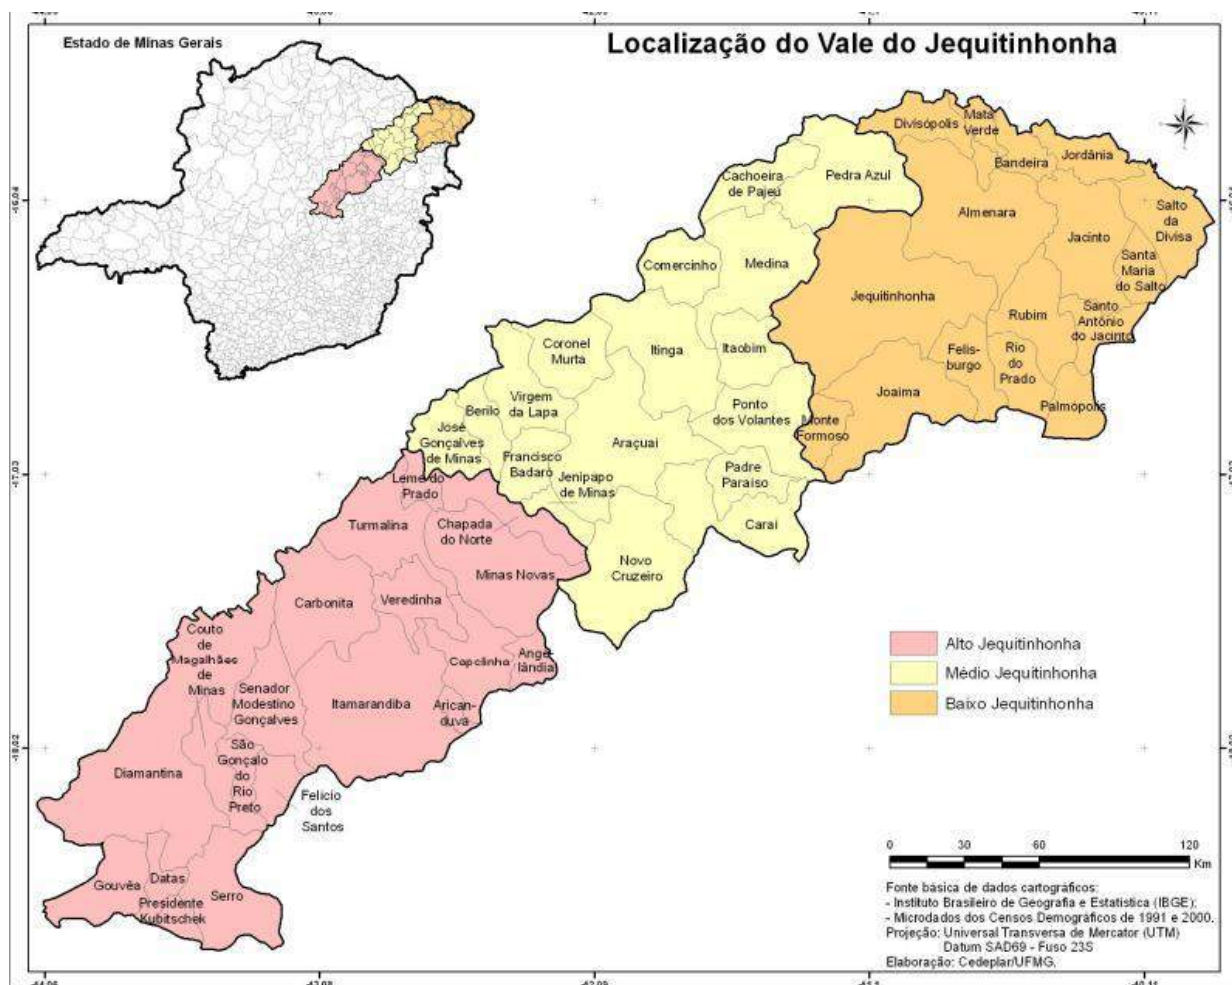 Estado de Minas Gerais
Localização do Vale do Jequitinhonha
Divisópolis
Mata
Verde
Bandeira
Jordânia
Cachoeira
de Pajeú
Pedra Azul
Almenara
Salto
da
Divisa
Jacinto
Santa
Maria
do Salto
Comercinho
Medina
Jequitinhonha
Rubim
Santo
Antônio
do Jacinto
Coronel
Murta
Itinga
Itaobim
Felis-
burgo
Rio
do
Prado
Joaima
Palmópolis
Berilo
Virgem
da Lapa
Ponto
dos Volantes
Monte
Formoso
José
Gonçalves
de Minas
Araçuai
Francisco
Badaró
Jenipapo
de Minas
Padre
Paraíso
Leme do
Prado
Turmalina
Chapada
do Norte
Caraí
Minas Novas
Novo
Cruzeiro
Carbonita
Veredinha
Couto
de
Magalhães
de
Minas
Capelinha
Ange-
lândia
Senador
Modestino
Gonçalves
Itamarandiba
Arican-
duva
Alto Jequitinhonha
Médio Jequitinhonha
Baixo Jequitinhonha
Diamantina
São
Gonçalo
do
Rio
Preto
Felicio
dos
Santos
Gouvêa
Datas
Presidente
Kubitschek
Serro
0 30 60 120
Km
Fonte básica de dados cartográficos:
- Instituto Brasileiro de Geografia e Estatística (IBGE);
- Microdados dos Censos Demográficos de 1991 e 2000.
Projeção: Universal Transversa de Mercator (UTM)
Datum SAD69 - Fuso 23S
Elaboração: Cedeplar/UFMG.